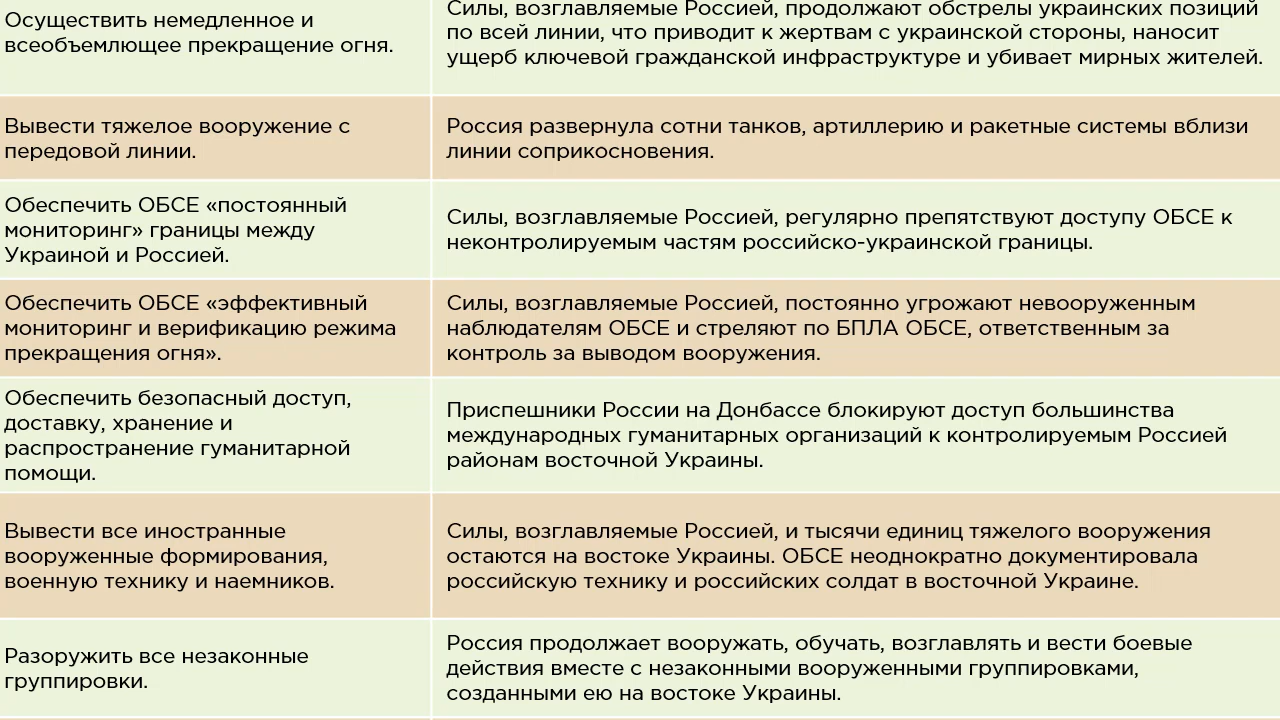 Осуществить немедленное и
всеобъемлющее прекращение огня.
Силы, возглавляемые Россией, продолжают обстрелы украинских позиций
по всей линии, что приводит к жертвам с украинской стороны, наносит
ущерб ключевой гражданской инфраструктуре и убивает мирных жителей.
Вывести тяжелое вооружение с
передовой линии.
Россия развернула сотни танков, артиллерию и ракетные системы вблизи
линии соприкосновения.
Обеспечить ОБСЕ «постоянный
мониторинг» границы между
Украиной и Россией.
Силы, возглавляемые Россией, регулярно препятствуют доступу ОБСЕ к
неконтролируемым частям российско-украинской границы.
Обеспечить ОБСЕ «эффективный
мониторинг и верификацию режима
прекращения огня».
Силы, возглавляемые Россией, постоянно угрожают невооруженным
наблюдателям ОБСЕ и стреляют по БПЛА ОБСЕ, ответственным за
контроль за выводом вооружения.
Обеспечить безопасный доступ,
доставку, хранение и
распространение гуманитарной
помощи.
Приспешники России на Донбассе блокируют доступ большинства
международных гуманитарных организаций к контролируемым Россией
районам восточной Украины.
Вывести все иностранные
вооруженные формирования,
военную технику и наемников.
Силы, возглавляемые Россией, и тысячи единиц тяжелого вооружения
остаются на востоке Украины. ОБСЕ неоднократно документировала
российскую технику и российских солдат в восточной Украине.
Разоружить все незаконные
группировки.
Россия продолжает вооружать, обучать, возглавлять и вести боевые
действия вместе с незаконными вооруженными группировками,
созданными ею на востоке Украины.